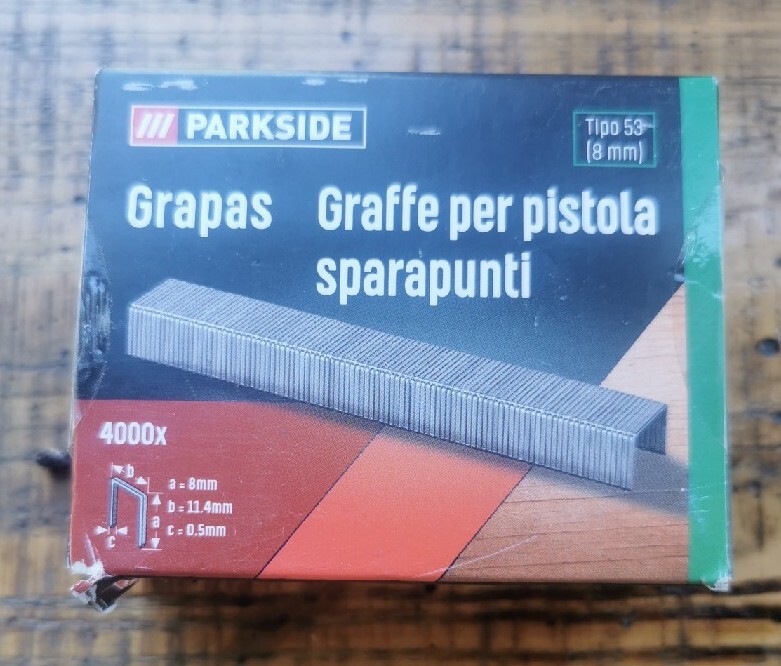 PARKSIDE
Tipo 53
(8 mm)
Grapas
Graffe per pistola
sparapunti
4000x
b
a
c
a = 8mm
b = 11.4mm
c = 0.5mm